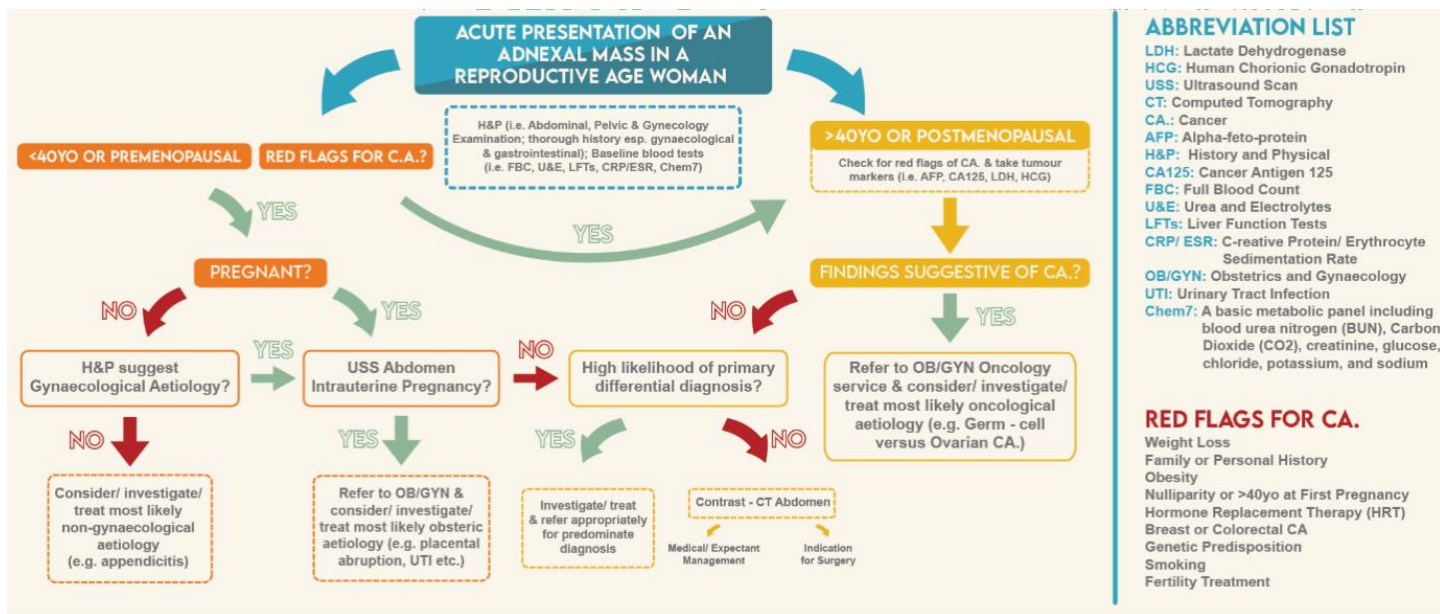 ACUTE PRESENTATION OF AN
ADNEXAL MASS IN A
REPRODUCTIVE AGE WOMAN
H&P (i.e. Abdominal, Pelvic & Gynecology
Examination; thorough history esp. gynaecological
& gastrointestinal); Baseline blood tests
(i.e. FBC, U&E, LFTs, CRP/ESR, Chem7)
<40YO OR PREMENOPAUSAL
RED FLAGS FOR C.A.?
>40YO OR POSTMENOPAUSAL
Check for red flags of CA. & take tumour
markers (i.e. AFP, CA125, LDH, HCG)
YES
YES
PREGNANT?
FINDINGS SUGGESTIVE OF CA.?
NO
YES
NO
YES
H&P suggest
Gynaecological Aetiology?
YES
USS Abdomen
Intrauterine Pregnancy?
NO
High likelihood of primary
differential diagnosis?
Refer to OB/GYN Oncology
service & consider/ investigate/
treat most likely oncological
aetiology (e.g. Germ - cell
versus Ovarian CA.)
NO
YES
YES
NO
Consider/ investigate/
treat most likely
non-gynaecological
aetiology
(e.g. appendicitis)
Refer to OB/GYN &
consider/ investigate/
treat most likely obsteric
aetiology (e.g. placental
abruption, UTI etc.)
Investigate/ treat
& refer appropriately
for predominate
diagnosis
Contrast - CT Abdomen
Medical/ Expectant
Management
Indication
for Surgery
ABBREVIATION LIST
LDH: Lactate Dehydrogenase
HCG: Human Chorionic Gonadotropin
USS: Ultrasound Scan
CT: Computed Tomography
CA.: Cancer
AFP: Alpha-feto-protein
H&P: History and Physical
CA125: Cancer Antigen 125
FBC: Full Blood Count
U&E: Urea and Electrolytes
LFTs: Liver Function Tests
CRP/ ESR: C-reative Protein/ Erythrocyte
Sedimentation Rate
OB/GYN: Obstetrics and Gynaecology
UTI: Urinary Tract Infection
Chem7: A basic metabolic panel including
blood urea nitrogen (BUN), Carbon
Dioxide (CO2), creatinine, glucose,
chloride, potassium, and sodium
RED FLAGS FOR CA.
Weight Loss
Family or Personal History
Obesity
Nulliparity or >40yo at First Pregnancy
Hormone Replacement Therapy (HRT)
Breast or Colorectal CA
Genetic Predisposition
Smoking
Fertility Treatment